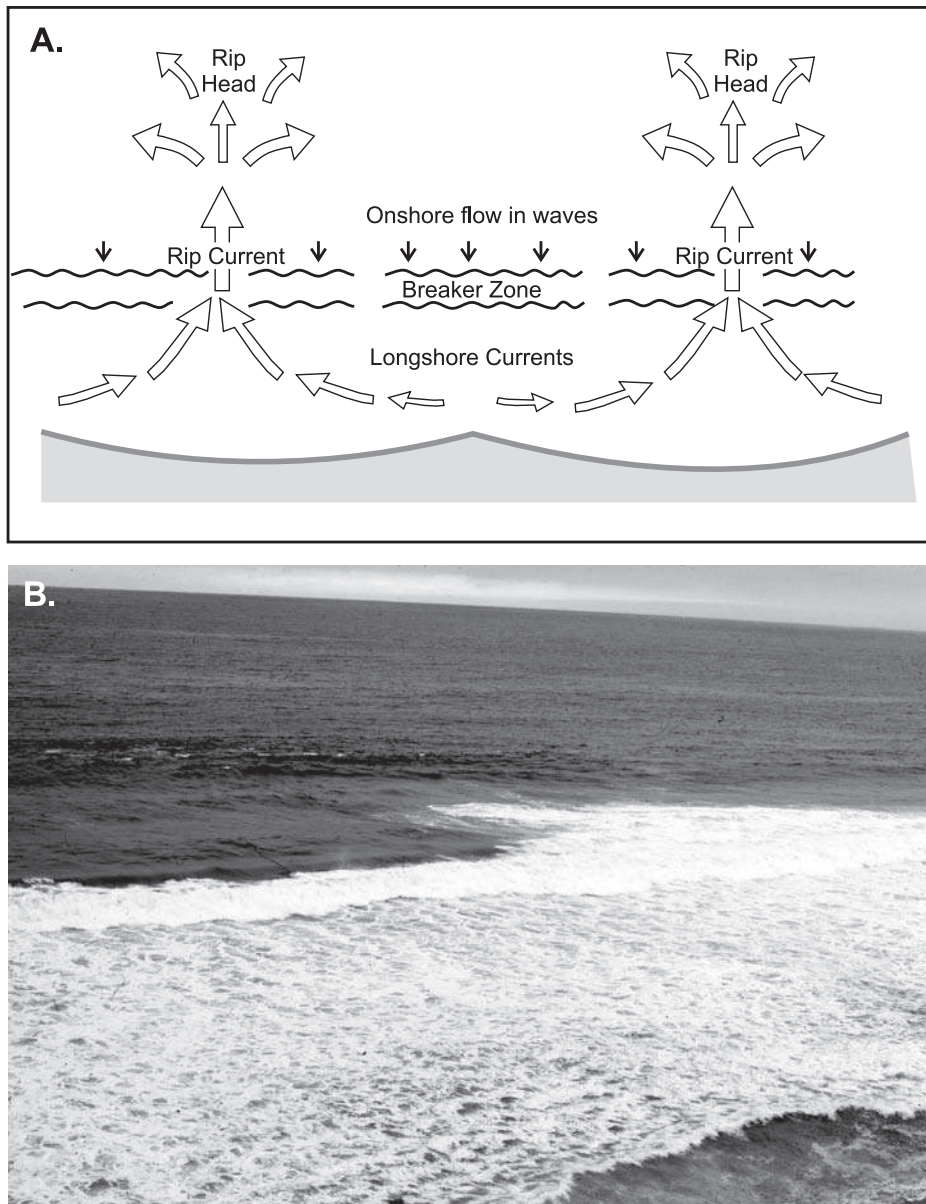 A.
Rip
Head
Rip
Head
Onshore flow in waves
Rip Current
Rip Current
Breaker Zone
Longshore Currents
B.